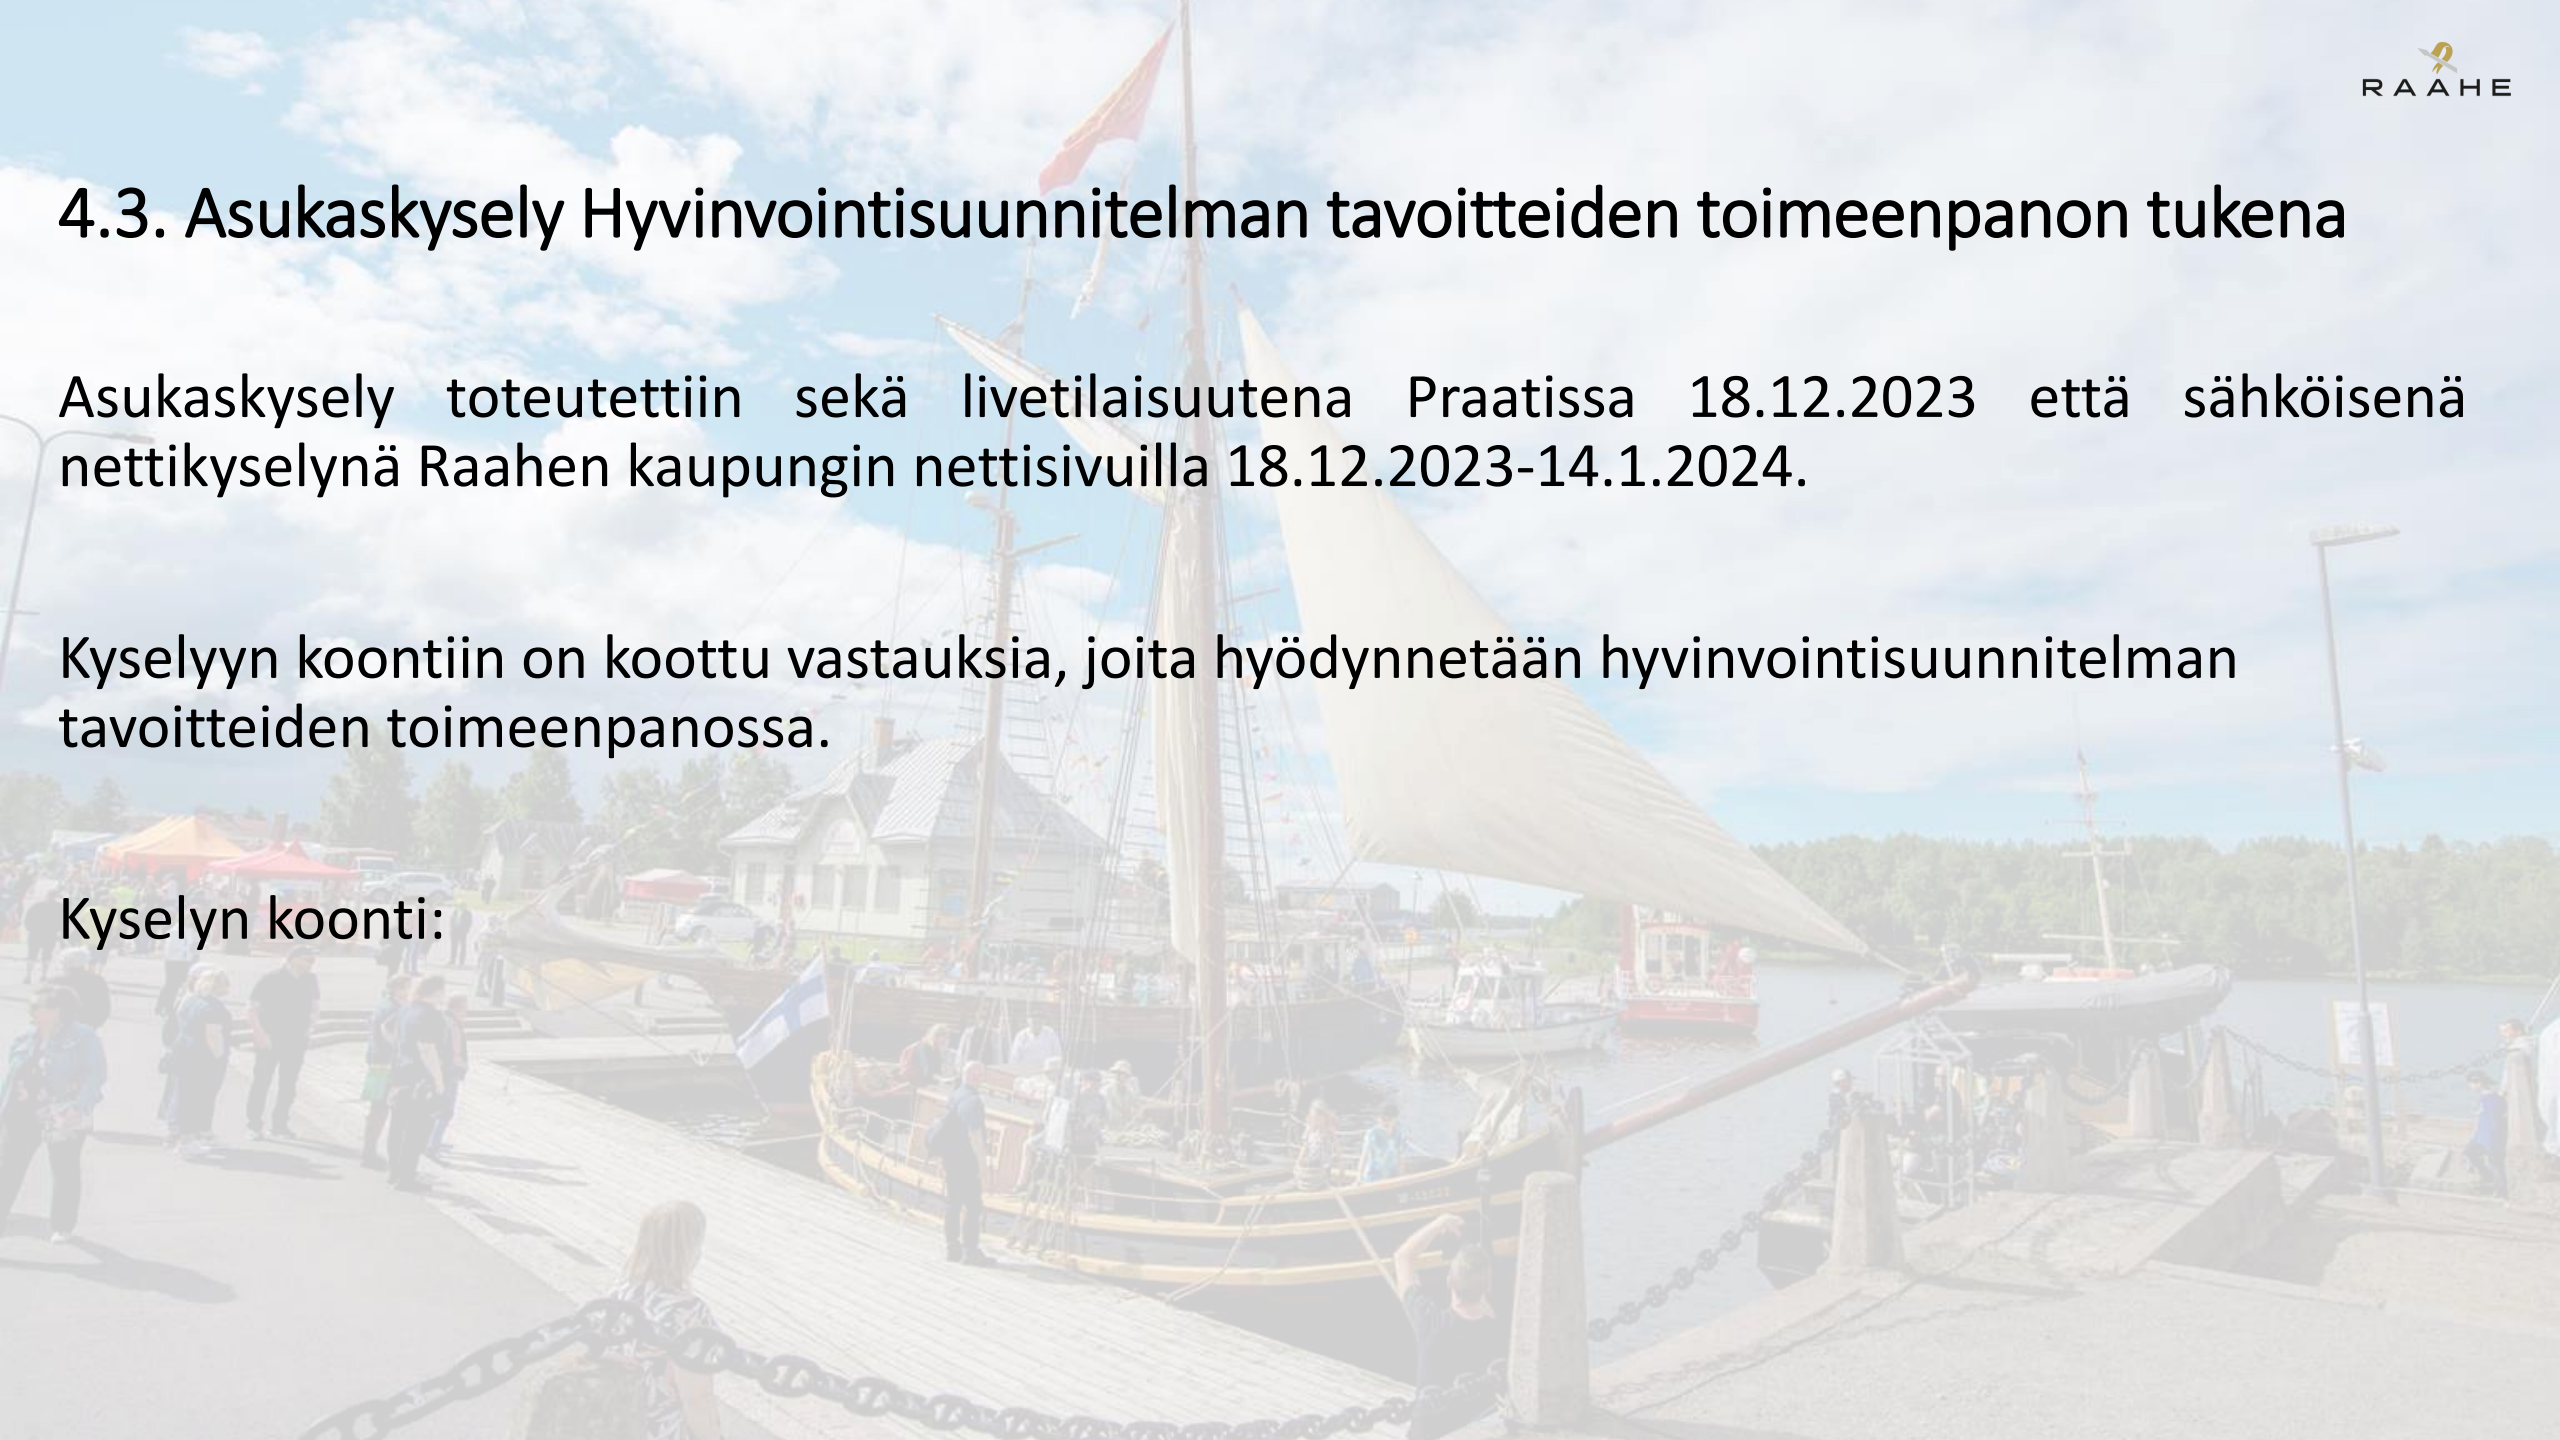 RAAHE
4.3. Asukaskysely Hyvinvointisuunnitelman tavoitteiden toimeenpanon tukena
Asukaskysely toteutettiin sekä livetilaisuutena Praatissa 18.12.2023 että sähköisenä
nettikyselynä Raahen kaupungin nettisivuilla 18.12.2023-14.1.2024.
Kyselyyn koontiin on koottu vastauksia, joita hyödynnetään hyvinvointisuunnitelman
tavoitteiden toimeenpanossa.
Kyselyn koonti: